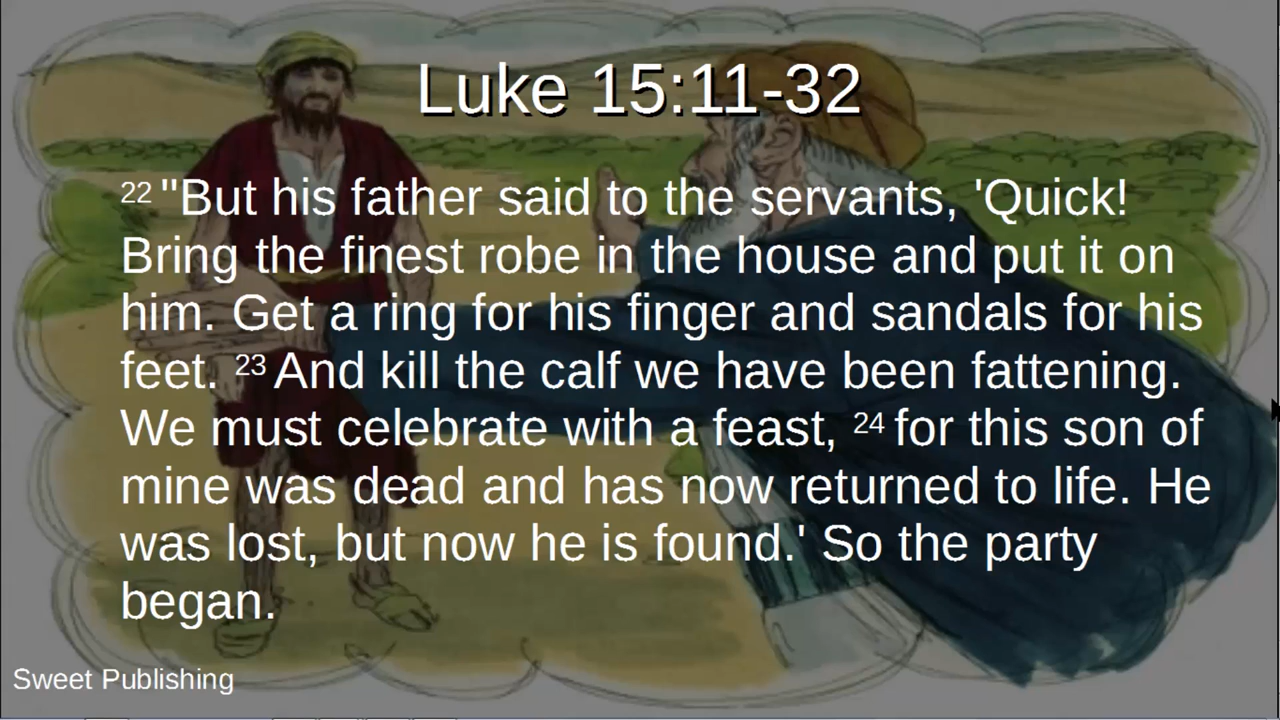 Luke 15:11-32
22 "But his father said to the servants, 'Quick!
Bring the finest robe in the house and put it on
him. Get a ring for his finger and sandals for his
feet. 23 And kill the calf we have been fattening.
We must celebrate with a feast, 24 for this son of
mine was dead and has now returned to life. He
was lost, but now he is found.' So the party
began.
Sweet Publishing